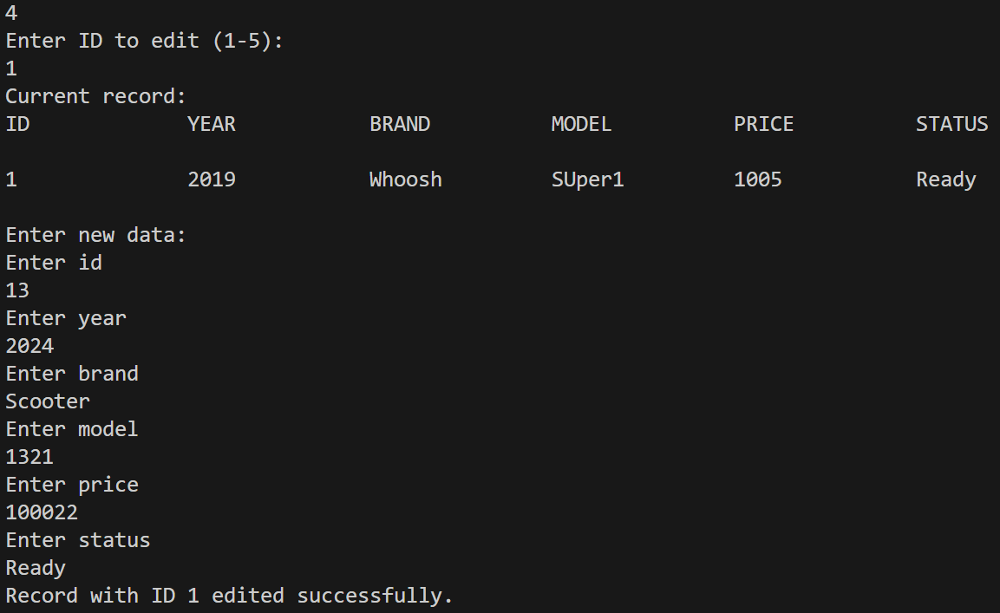 4
Enter ID to edit (1-5):
1
Current record:
ID YEAR BRAND MODEL PRICE STATUS
1 2019 Whoosh SUper1 1005 Ready
Enter new data:
Enter id
13
Enter year
2024
Enter brand
Scooter
Enter model
1321
Enter price
100022
Enter status
Ready
Record with ID 1 edited successfully.